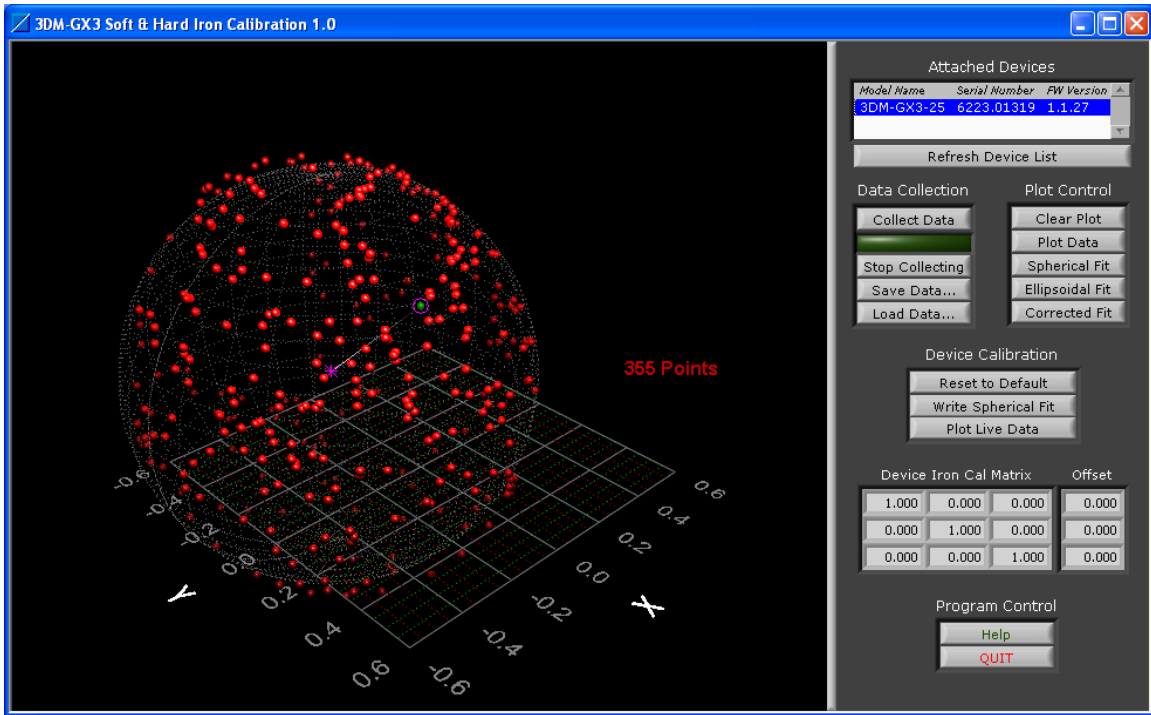 3DM-GX3 Soft & Hard Iron Calibration 1.0
355 Points
-0.6
-0.4
-0.2
0.0
0.2
0.4
0.6
Y
-0.6
-0.4
-0.2
0.0
0.2
0.4
0.6
X
Attached Devices
Model Name Serial Number FW Version
3DM-GX3-25 6223.01319 1.1.27
Refresh Device List
Data Collection
Collect Data
Stop Collecting
Save Data...
Load Data...
Plot Control
Clear Plot
Plot Data
Spherical Fit
Ellipsoidal Fit
Corrected Fit
Device Calibration
Reset to Default
Write Spherical Fit
Plot Live Data
Device Iron Cal Matrix Offset
1.000 0.000 0.000 0.000
0.000 1.000 0.000 0.000
0.000 0.000 1.000 0.000
Program Control
Help
QUIT